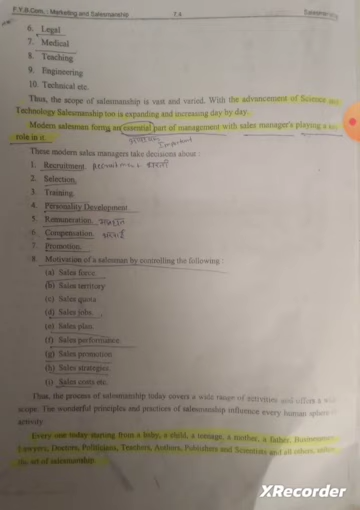 F.Y.B.Com. : Marketing and Salesmanship 7.4 Salesmanship
6. Legal
7. Medical
8. Teaching
9. Engineering
10. Technical etc.
Thus, the scope of salesmanship is vast and varied. With the advancement of Science and
Technology Salesmanship too is expanding and increasing day by day.
Modern salesman forms an essential part of management with sales manager's playing a key
role in it.
Important
These modern sales managers take decisions about :
1. Recruitment
2. Selection,
3. Training,
4. Personality Development
5. Remuneration,
6. Compensation,
7. Promotion,
8. Motivation of a salesman by controlling the following :
(a) Sales force
(b) Sales territory
(c) Sales quota
(d) Sales jobs
(e) Sales plan
(f) Sales performance
(g) Sales promotion
(h) Sales strategies
(i) Sales costs etc.
Thus, the process of salesmanship today covers a wide range of activities and offers a wide
scope. The wonderful principles and practices of salesmanship influence every human sphere
activity
Every one today starting from a baby, a child, a teenage, a mother, a father, Businessmen,
Lawyers, Doctors, Politicians, Teachers, Authors, Publishers and Scientists and all others,
the art of salesmanship.
XRecorder